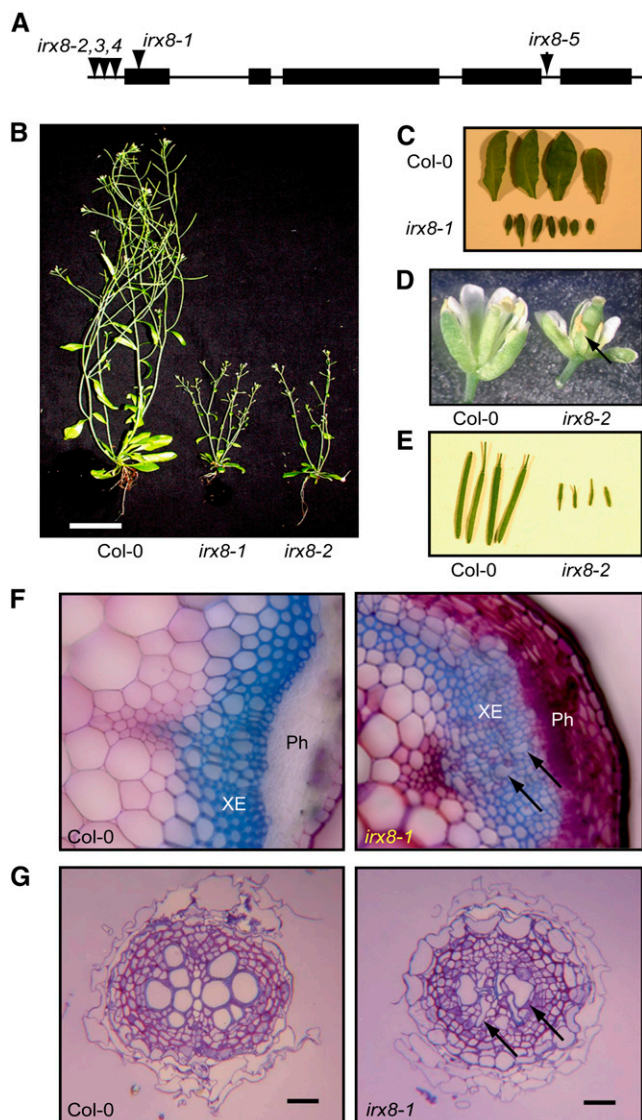 A
irx8-2,3,4
irx8-1
irx8-5
B
Col-0
irx8-1
irx8-2
C
Col-0
irx8-1
D
Col-0
irx8-2
E
Col-0
irx8-2
F
XE
Ph
Col-0
XE
Ph
irx8-1
G
Col-0
irx8-1